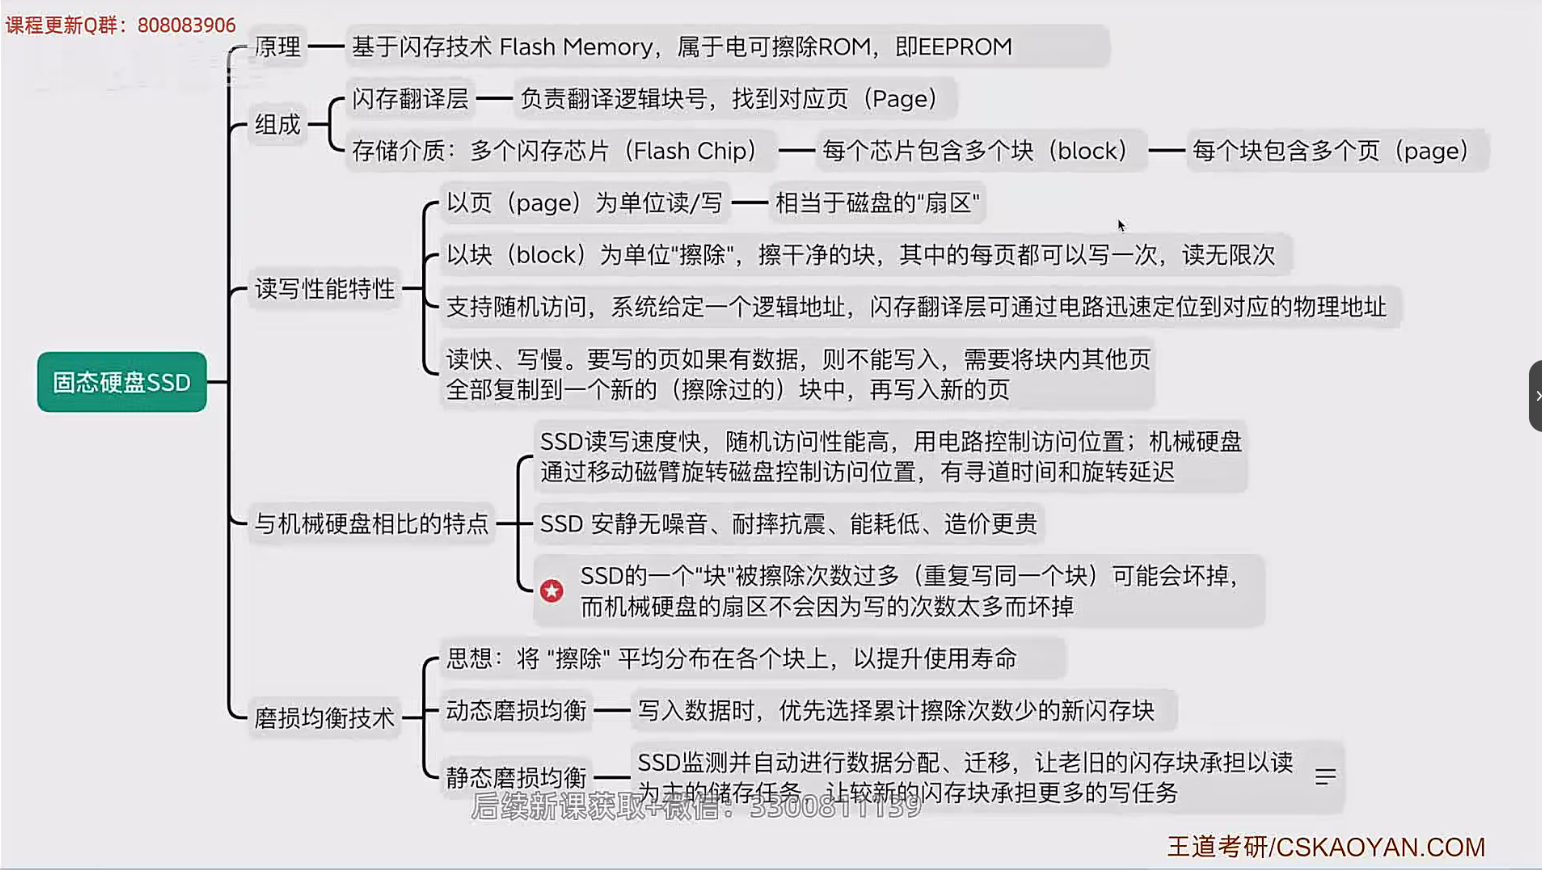 课程更新Q群：808083906
原理
基于闪存技术 Flash Memory，属于电可擦除ROM，即EEPROM
组成
闪存翻译层
负责翻译逻辑块号，找到对应页（Page）
存储介质：多个闪存芯片（Flash Chip）
每个芯片包含多个块（block）
每个块包含多个页（page）
固态硬盘SSD
读写性能特性
以页（page）为单位读/写
相当于磁盘的"扇区"
以块（block）为单位"擦除"，擦干净的块，其中的每页都可以写一次，读无限次
支持随机访问，系统给定一个逻辑地址，闪存翻译层可通过电路迅速定位到对应的物理地址
读快、写慢。要写的页如果有数据，则不能写入，需要将块内其他页
全部复制到一个新的（擦除过的）块中，再写入新的页
与机械硬盘相比的特点
SSD读写速度快，随机访问性能高，用电路控制访问位置；机械硬盘
通过移动磁臂旋转磁盘控制访问位置，有寻道时间和旋转延迟
SSD 安静无噪音、耐摔抗震、能耗低、造价更贵
SSD的一个"块"被擦除次数过多（重复写同一个块）可能会坏掉，
而机械硬盘的扇区不会因为写的次数太多而坏掉
磨损均衡技术
思想：将 "擦除" 平均分布在各个块上，以提升使用寿命
动态磨损均衡
写入数据时，优先选择累计擦除次数少的新闪存块
静态磨损均衡
SSD监测并自动进行数据分配、迁移，让老旧的闪存块承担以读
为主的储存任务，让较新的闪存块承担更多的写任务
后续新课获取+微信：3300811139
王道考研/CSKAOYAN.COM